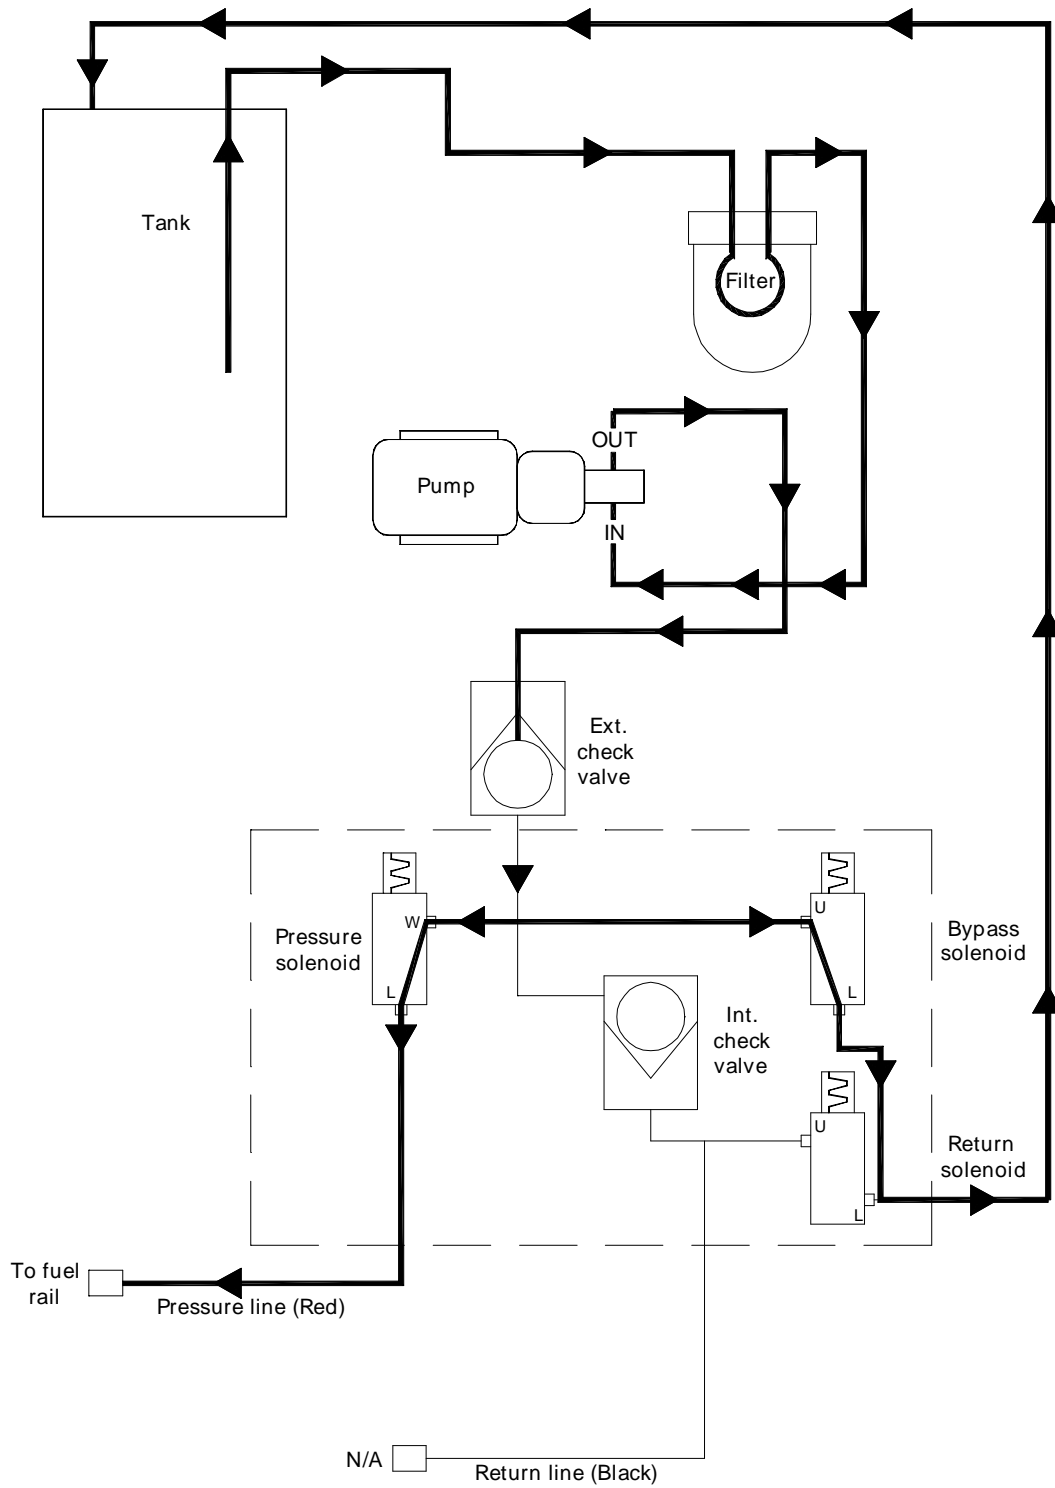 Tank
Filter
OUT
Pump
IN
Ext.
check
valve
W
U
Pressure
solenoid
Bypass
solenoid
L
L
Int.
check
valve
U
Return
solenoid
L
To fuel
rail
Pressure line (Red)
N/A
Return line (Black)